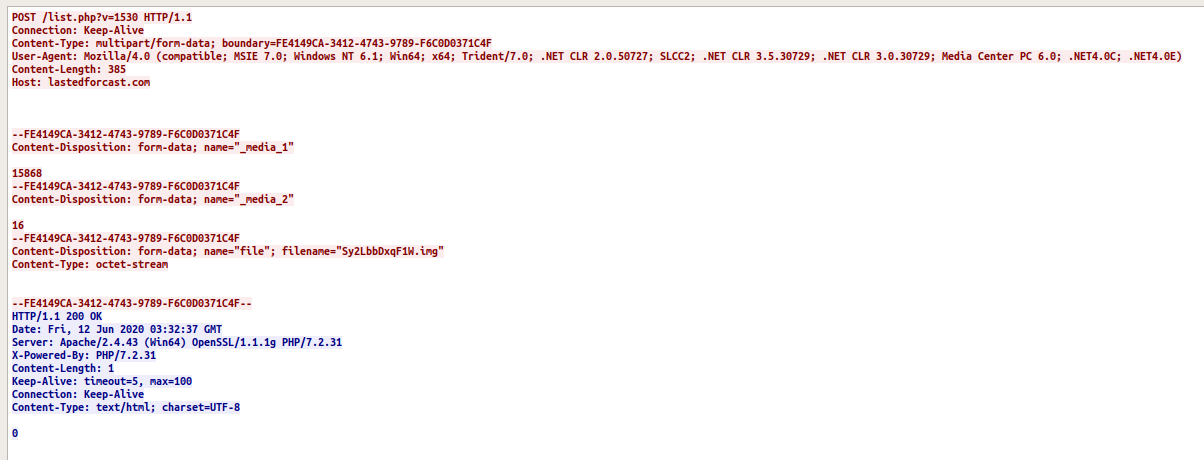 POST /list.php?v=1530 HTTP/1.1
Connection: Keep-Alive
Content-Type: multipart/form-data; boundary=FE4149CA-3412-4743-9789-F6C0D0371C4F
User-Agent: Mozilla/4.0 (compatible; MSIE 7.0; Windows NT 6.1; Win64; x64; Trident/7.0; .NET CLR 2.0.50727; SLCC2; .NET CLR 3.5.30729; .NET CLR 3.0.30729; Media Center PC 6.0; .NET4.0C; .NET4.0E)
Content-Length: 385
Host: lastedforcast.com
--FE4149CA-3412-4743-9789-F6C0D0371C4F
Content-Disposition: form-data; name="_media_1"
15868
--FE4149CA-3412-4743-9789-F6C0D0371C4F
Content-Disposition: form-data; name="_media_2"
16
--FE4149CA-3412-4743-9789-F6C0D0371C4F
Content-Disposition: form-data; name="file"; filename="Sy2LbbDxqF1W.img"
Content-Type: octet-stream
--FE4149CA-3412-4743-9789-F6C0D0371C4F--
HTTP/1.1 200 OK
Date: Fri, 12 Jun 2020 03:32:37 GMT
Server: Apache/2.4.43 (Win64) OpenSSL/1.1.1g PHP/7.2.31
X-Powered-By: PHP/7.2.31
Content-Length: 1
Keep-Alive: timeout=5, max=100
Connection: Keep-Alive
Content-Type: text/html; charset=UTF-8
0